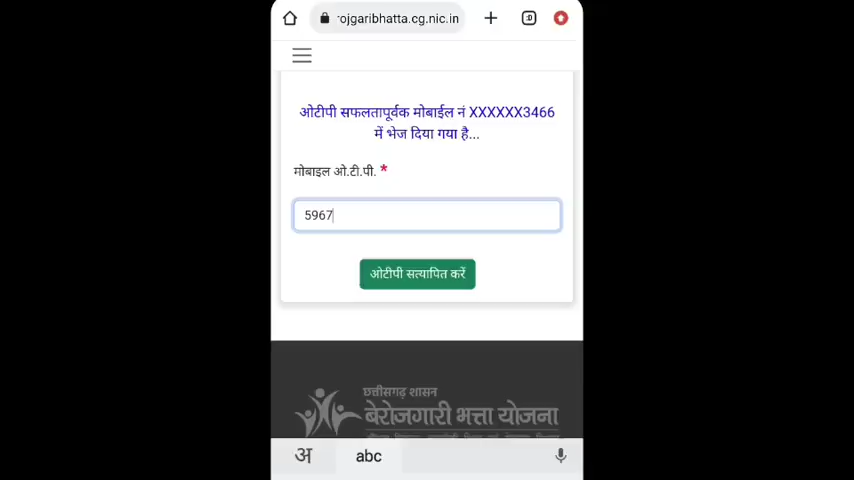 rojgaribhatta.cg.nic.in
ओटीपी सफलतापूर्वक मोबाईल नं XXXXXX3466
में भेज दिया गया है...
मोबाइल ओ.टी.पी. *
5967
ओटीपी सत्यापित करें
छत्तीसगढ़ शासन
बेरोजगारी भत्ता योजना
अ abc